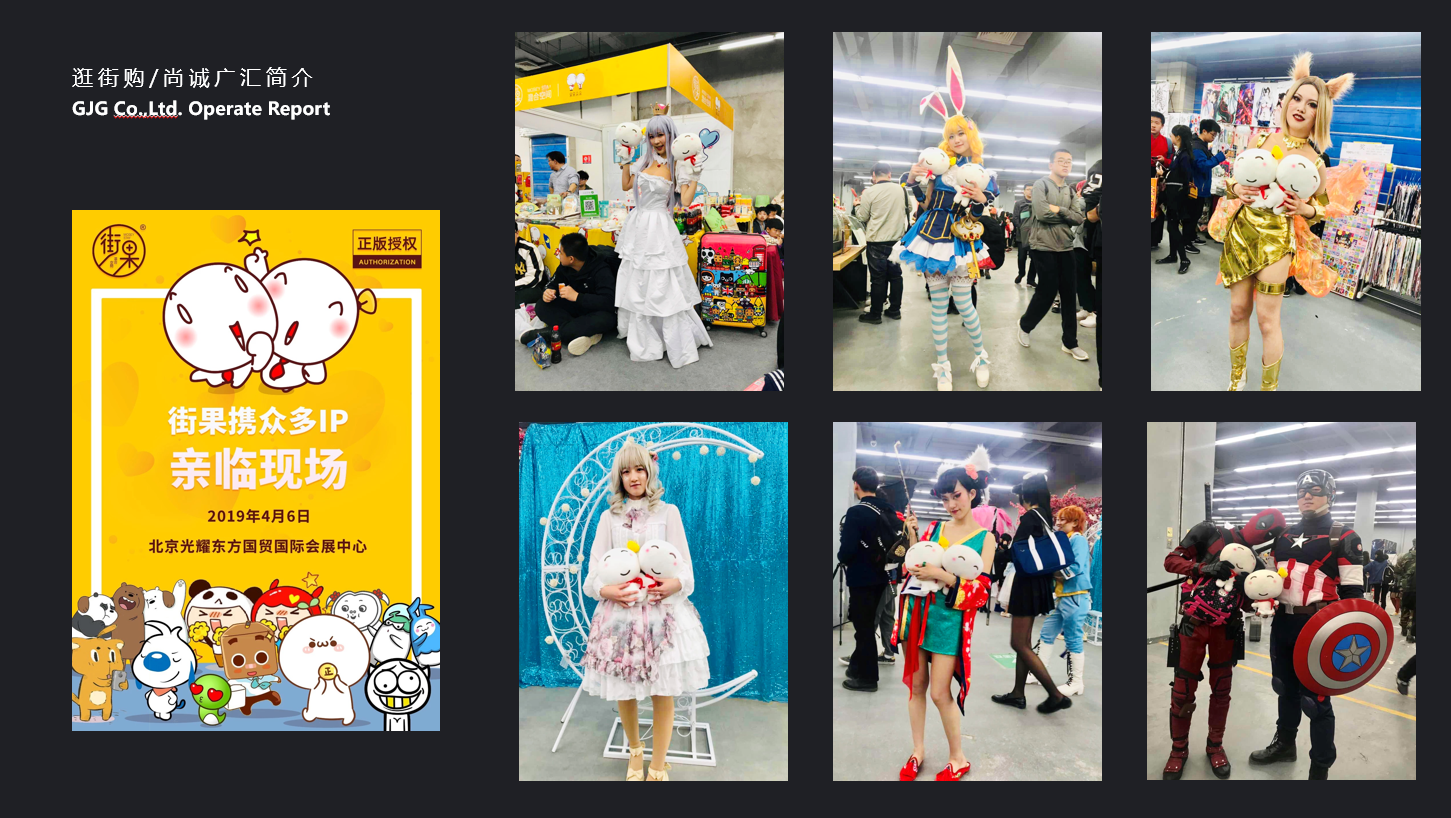 逛街购/尚诚广汇简介
GJG Co.,Ltd. Operate Report
街果
®
正版授权
AUTHORIZATION
街果携众多IP
亲临现场
2019年4月6日
北京光耀东方国贸国际会展中心
正
A